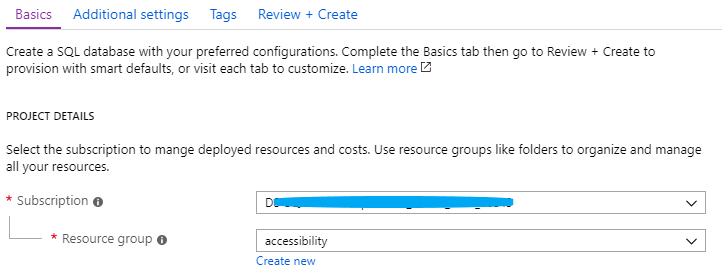 Basics Additional settings Tags Review + Create
Create a SQL database with your preferred configurations. Complete the Basics tab then go to Review + Create to
provision with smart defaults, or visit each tab to customize. Learn more
PROJECT DETAILS
Select the subscription to mange deployed resources and costs. Use resource groups like folders to organize and manage
all your resources.
* Subscription
* Resource group
accessibility
Create new